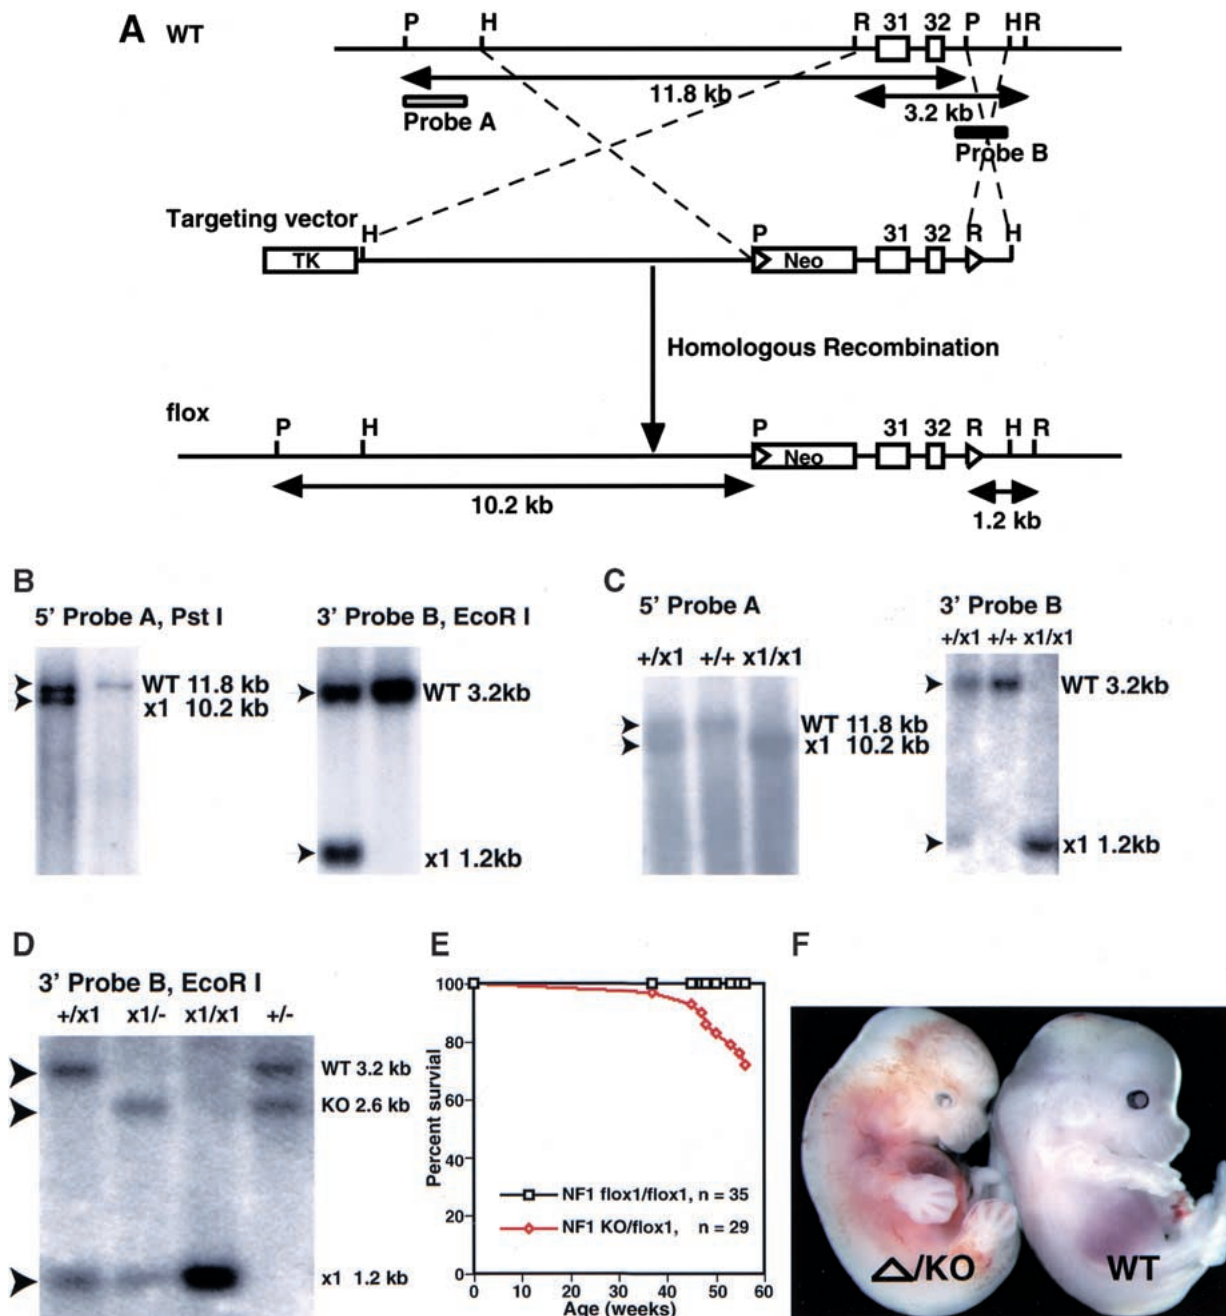 A WT
P H R 31 32 P H R
11.8 kb
3.2 kb
Probe A
Probe B
Targeting vector
H P 31 32 R H
TK Neo
Homologous Recombination
flox
P H P 31 32 R H R
Neo
10.2 kb
1.2 kb
B
5' Probe A, Pst I
WT 11.8 kb
x1 10.2 kb
3' Probe B, EcoR I
WT 3.2kb
x1 1.2kb
C
5' Probe A
+/x1 +/+ x1/x1
WT 11.8 kb
x1 10.2 kb
3' Probe B
+/x1 +/+ x1/x1
WT 3.2kb
x1 1.2kb
D
3' Probe B, EcoR I
+/x1 x1/- x1/x1 +/-
WT 3.2 kb
KO 2.6 kb
x1 1.2 kb
E
Percent survial
100
80
60
40
20
0
NF1 flox1/flox1, n = 35
NF1 KO/flox1, n = 29
0 10 20 30 40 50 60
Age (weeks)
F
△/KO WT